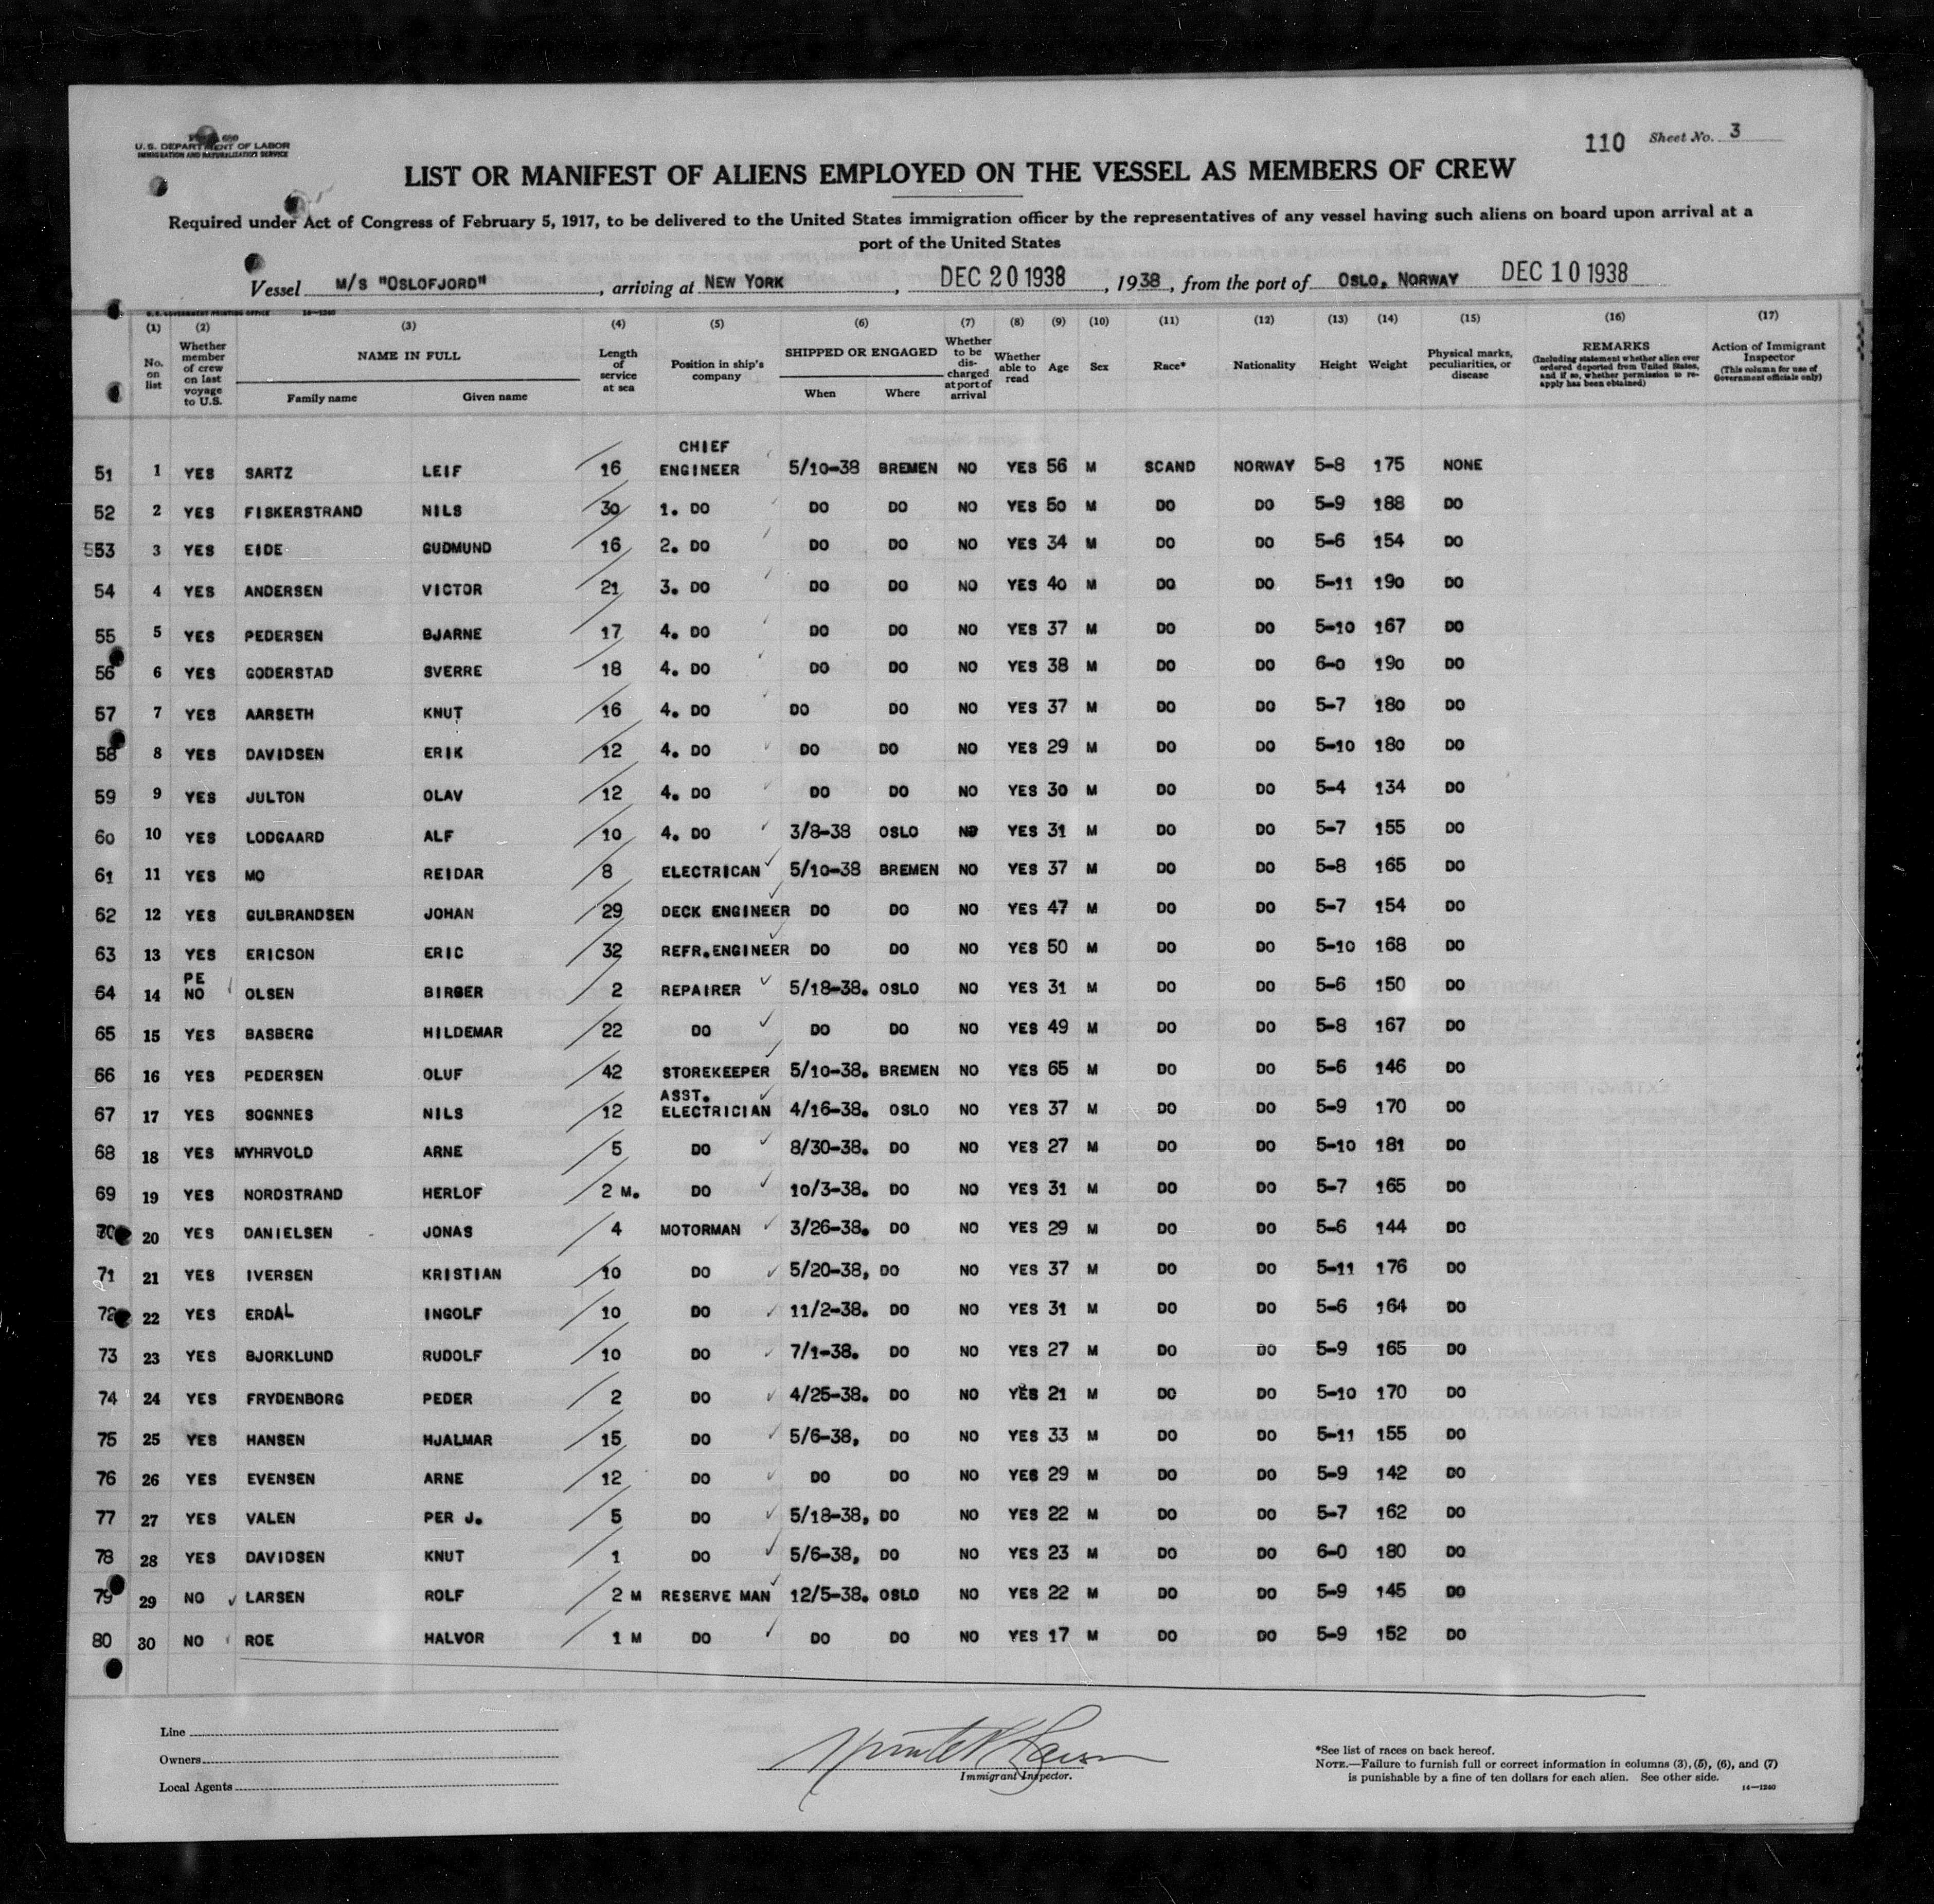 U.S. DEPARTMENT OF LABOR
IMMIGRATION AND NATURALIZATION SERVICE
110 Sheet No. 3
LIST OR MANIFEST OF ALIENS EMPLOYED ON THE VESSEL AS MEMBERS OF CREW
Required under Act of Congress of February 5, 1917, to be delivered to the United States immigration officer by the representatives of any vessel having such aliens on board upon arrival at a
port of the United States
Vessel M/S "OSLOFJORD", arriving at NEW YORK, DEC 20 1938, 1938, from the port of OSLO, NORWAY DEC 10 1938
U.S. GOVERNMENT PRINTING OFFICE 14—1240
(1) (2) (3) (4) (5) (6) (7) (8) (9) (10) (11) (12) (13) (14) (15) (16) (17)
No. on list
Whether member of crew on last voyage to U.S.
NAME IN FULL
Family name Given name
Length of service at sea
Position in ship's company
SHIPPED OR ENGAGED
When Where
Whether to be discharged at port of arrival
Whether able to read
Age
Sex
Race*
Nationality
Height
Weight
Physical marks, peculiarities, or disease
REMARKS
(Including statement whether alien ever ordered deported from United States, and if so, whether permission to reapply has been obtained)
Action of Immigrant Inspector
(This column for use of Government officials only)
51 1 YES SARTZ LEIF 16 CHIEF ENGINEER 5/10-38 BREMEN NO YES 56 M SCAND NORWAY 5-8 175 NONE
52 2 YES FISKERSTRAND NILS 30 1. DO DO DO NO YES 50 M DO DO 5-9 188 DO
553 3 YES EIDE GUDMUND 16 2. DO DO DO NO YES 34 M DO DO 5-6 154 DO
54 4 YES ANDERSEN VICTOR 21 3. DO DO DO NO YES 40 M DO DO 5-11 190 DO
55 5 YES PEDERSEN BJARNE 17 4. DO DO DO NO YES 37 M DO DO 5-10 167 DO
56 6 YES GODERSTAD SVERRE 18 4. DO DO DO NO YES 38 M DO DO 6-0 190 DO
57 7 YES AARSETH KNUT 16 4. DO DO DO NO YES 37 M DO DO 5-7 180 DO
58 8 YES DAVIDSEN ERIK 12 4. DO DO DO NO YES 29 M DO DO 5-10 180 DO
59 9 YES JULTON OLAV 12 4. DO DO DO NO YES 30 M DO DO 5-4 134 DO
60 10 YES LODGAARD ALF 10 4. DO 3/8-38 OSLO NO YES 31 M DO DO 5-7 155 DO
61 11 YES MO REIDAR 8 ELECTRICAN 5/10-38 BREMEN NO YES 37 M DO DO 5-8 165 DO
62 12 YES GULBRANDSEN JOHAN 29 DECK ENGINEER DO DO NO YES 47 M DO DO 5-7 154 DO
63 13 YES ERICSON ERIC 32 REFR.ENGINEER DO DO NO YES 50 M DO DO 5-10 168 DO
64 14 PE NO OLSEN BIRGER 2 REPAIRER 5/18-38. OSLO NO YES 31 M DO DO 5-6 150 DO
65 15 YES BASBERG HILDEMAR 22 DO DO DO NO YES 49 M DO DO 5-8 167 DO
66 16 YES PEDERSEN OLUF 42 STOREKEEPER 5/10-38. BREMEN NO YES 65 M DO DO 5-6 146 DO
67 17 YES SOGNNES NILS 12 ASST. ELECTRICIAN 4/16-38. OSLO NO YES 37 M DO DO 5-9 170 DO
68 18 YES MYHRVOLD ARNE 5 DO 8/30-38. DO NO YES 27 M DO DO 5-10 181 DO
69 19 YES NORDSTRAND HERLOF 2 M. DO 10/3-38. DO NO YES 31 M DO DO 5-7 165 DO
70 20 YES DANIELSEN JONAS 4 MOTORMAN 3/26-38. DO NO YES 29 M DO DO 5-6 144 DO
71 21 YES IVERSEN KRISTIAN 10 DO 5/20-38, DO NO YES 37 M DO DO 5-11 176 DO
72 22 YES ERDAL INGOLF 10 DO 11/2-38. DO NO YES 31 M DO DO 5-6 164 DO
73 23 YES BJORKLUND RUDOLF 10 DO 7/1-38. DO NO YES 27 M DO DO 5-9 165 DO
74 24 YES FRYDENBORG PEDER 2 DO 4/25-38. DO NO YES 21 M DO DO 5-10 170 DO
75 25 YES HANSEN HJALMAR 15 DO 5/6-38, DO NO YES 33 M DO DO 5-11 155 DO
76 26 YES EVENSEN ARNE 12 DO DO DO NO YES 29 M DO DO 5-9 142 DO
77 27 YES VALEN PER J. 5 DO 5/18-38, DO NO YES 22 M DO DO 5-7 162 DO
78 28 YES DAVIDSEN KNUT 1 DO 5/6-38, DO NO YES 23 M DO DO 6-0 180 DO
79 29 NO LARSEN ROLF 2 M RESERVE MAN 12/5-38. OSLO NO YES 22 M DO DO 5-9 145 DO
80 30 NO ROE HALVOR 1 M DO DO DO NO YES 17 M DO DO 5-9 152 DO
Line
Owners
Local Agents
Immigrant Inspector.
*See list of races on back hereof.
NOTE.—Failure to furnish full or correct information in columns (3), (5), (6), and (7)
is punishable by a fine of ten dollars for each alien. See other side.
14—1240